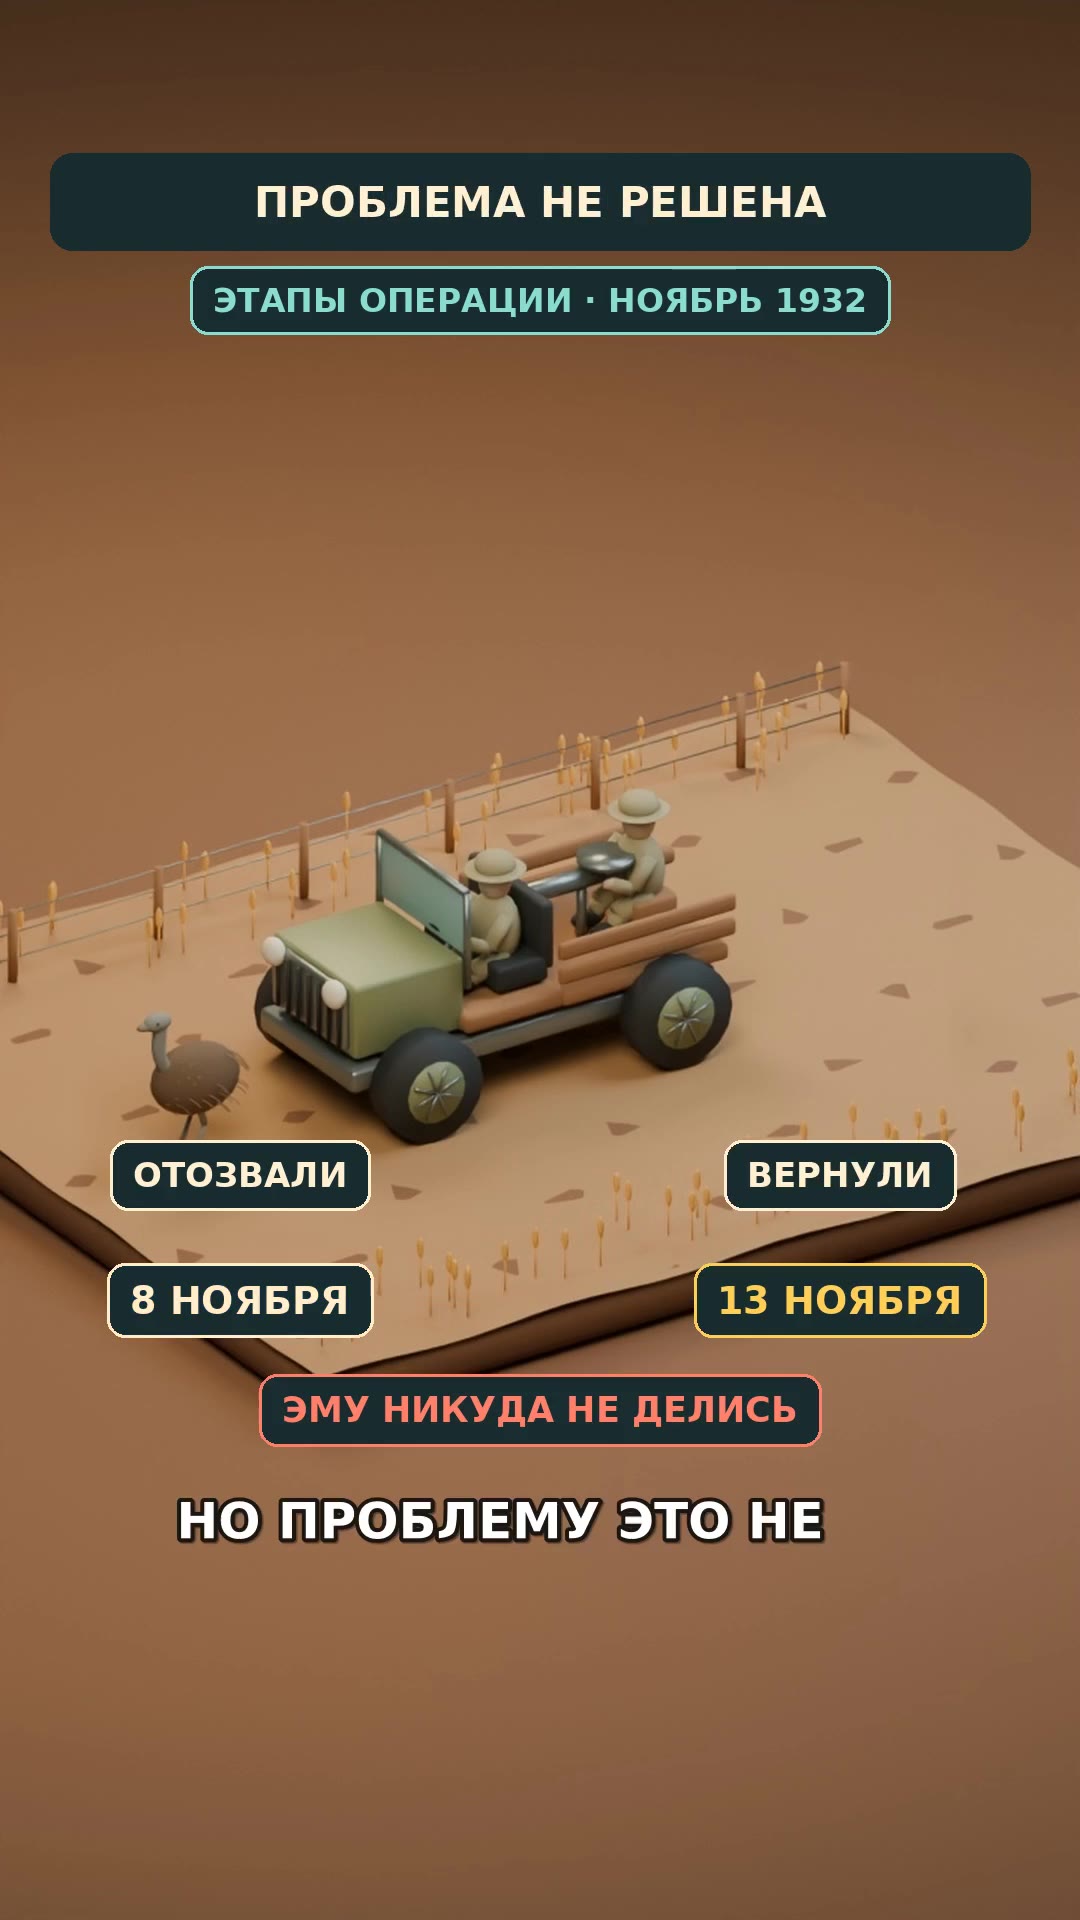 ПРОБЛЕМА НЕ РЕШЕНА
ЭТАПЫ ОПЕРАЦИИ · НОЯБРЬ 1932
ОТОЗВАЛИ
ВЕРНУЛИ
8 НОЯБРЯ
13 НОЯБРЯ
ЭМУ НИКУДА НЕ ДЕЛИСЬ
НО ПРОБЛЕМУ ЭТО НЕ